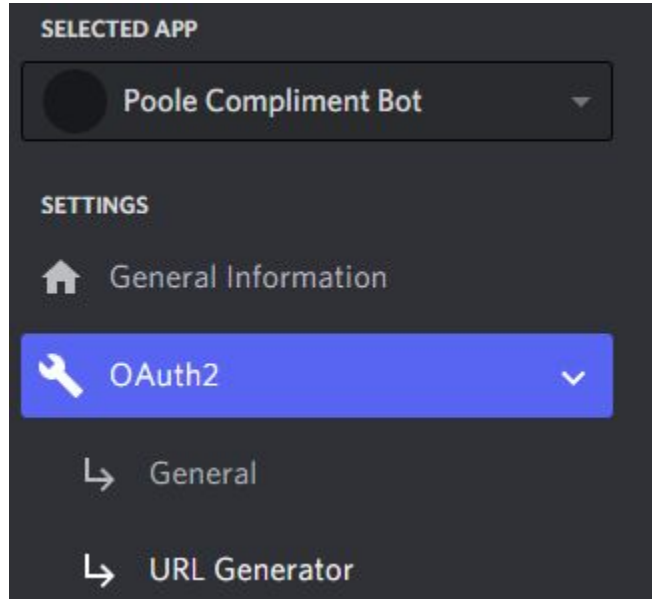 SELECTED APP
Poole Compliment Bot
SETTINGS
General Information
OAuth2
General
URL Generator